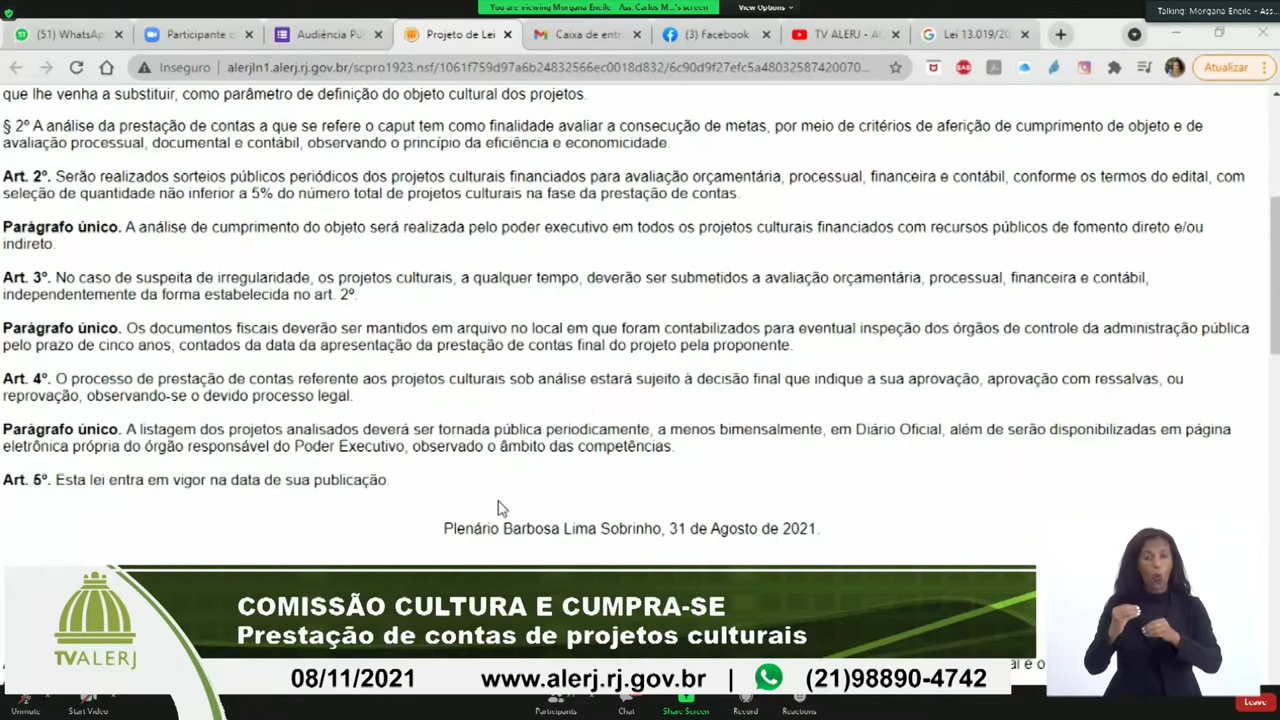 You are viewing Morgana Eneile - Ass. Carlos M...'s screen
View Options
Talking: Morgana Eneile - Ass...
(51) WhatsAp
Participante
Audiência Pú
Projeto de Lei
Caixa de entr
(3) Facebook
TV ALERJ - A
Lei 13.019/20
Inseguro | alerjln1.alerj.rj.gov.br/scpro1923.nsf/1061f759d97a6b24832566ec0018d832/6c90d9f27efc5a48032587420070...
Atualizar
que lhe venha a substituir, como parâmetro de definição do objeto cultural dos projetos.
§ 2º A análise da prestação de contas a que se refere o caput tem como finalidade avaliar a consecução de metas, por meio de critérios de aferição de cumprimento de objeto e de
avaliação processual, documental e contábil, observando o princípio da eficiência e economicidade.
Art. 2º. Serão realizados sorteios públicos periódicos dos projetos culturais financiados para avaliação orçamentária, processual, financeira e contábil, conforme os termos do edital, com
seleção de quantidade não inferior a 5% do número total de projetos culturais na fase da prestação de contas.
Parágrafo único. A análise de cumprimento do objeto será realizada pelo poder executivo em todos os projetos culturais financiados com recursos públicos de fomento direto e/ou
indireto.
Art. 3º. No caso de suspeita de irregularidade, os projetos culturais, a qualquer tempo, deverão ser submetidos a avaliação orçamentária, processual, financeira e contábil,
independentemente da forma estabelecida no art. 2º.
Parágrafo único. Os documentos fiscais deverão ser mantidos em arquivo no local em que foram contabilizados para eventual inspeção dos órgãos de controle da administração pública
pelo prazo de cinco anos, contados da data da apresentação da prestação de contas final do projeto pela proponente.
Art. 4º. O processo de prestação de contas referente aos projetos culturais sob análise estará sujeito à decisão final que indique a sua aprovação, aprovação com ressalvas, ou
reprovação, observando-se o devido processo legal.
Parágrafo único. A listagem dos projetos analisados deverá ser tornada pública periodicamente, a menos bimensalmente, em Diário Oficial, além de serão disponibilizadas em página
eletrônica própria do órgão responsável do Poder Executivo, observado o âmbito das competências.
Art. 5º. Esta lei entra em vigor na data de sua publicação.
Plenário Barbosa Lima Sobrinho, 31 de Agosto de 2021.
COMISSÃO CULTURA E CUMPRA-SE
Prestação de contas de projetos culturais
TVALERJ
08/11/2021 www.alerj.rj.gov.br | (21)98890-4742
Unmute
Start Video
Participants
Chat
Share Screen
Record
Reactions
Leave